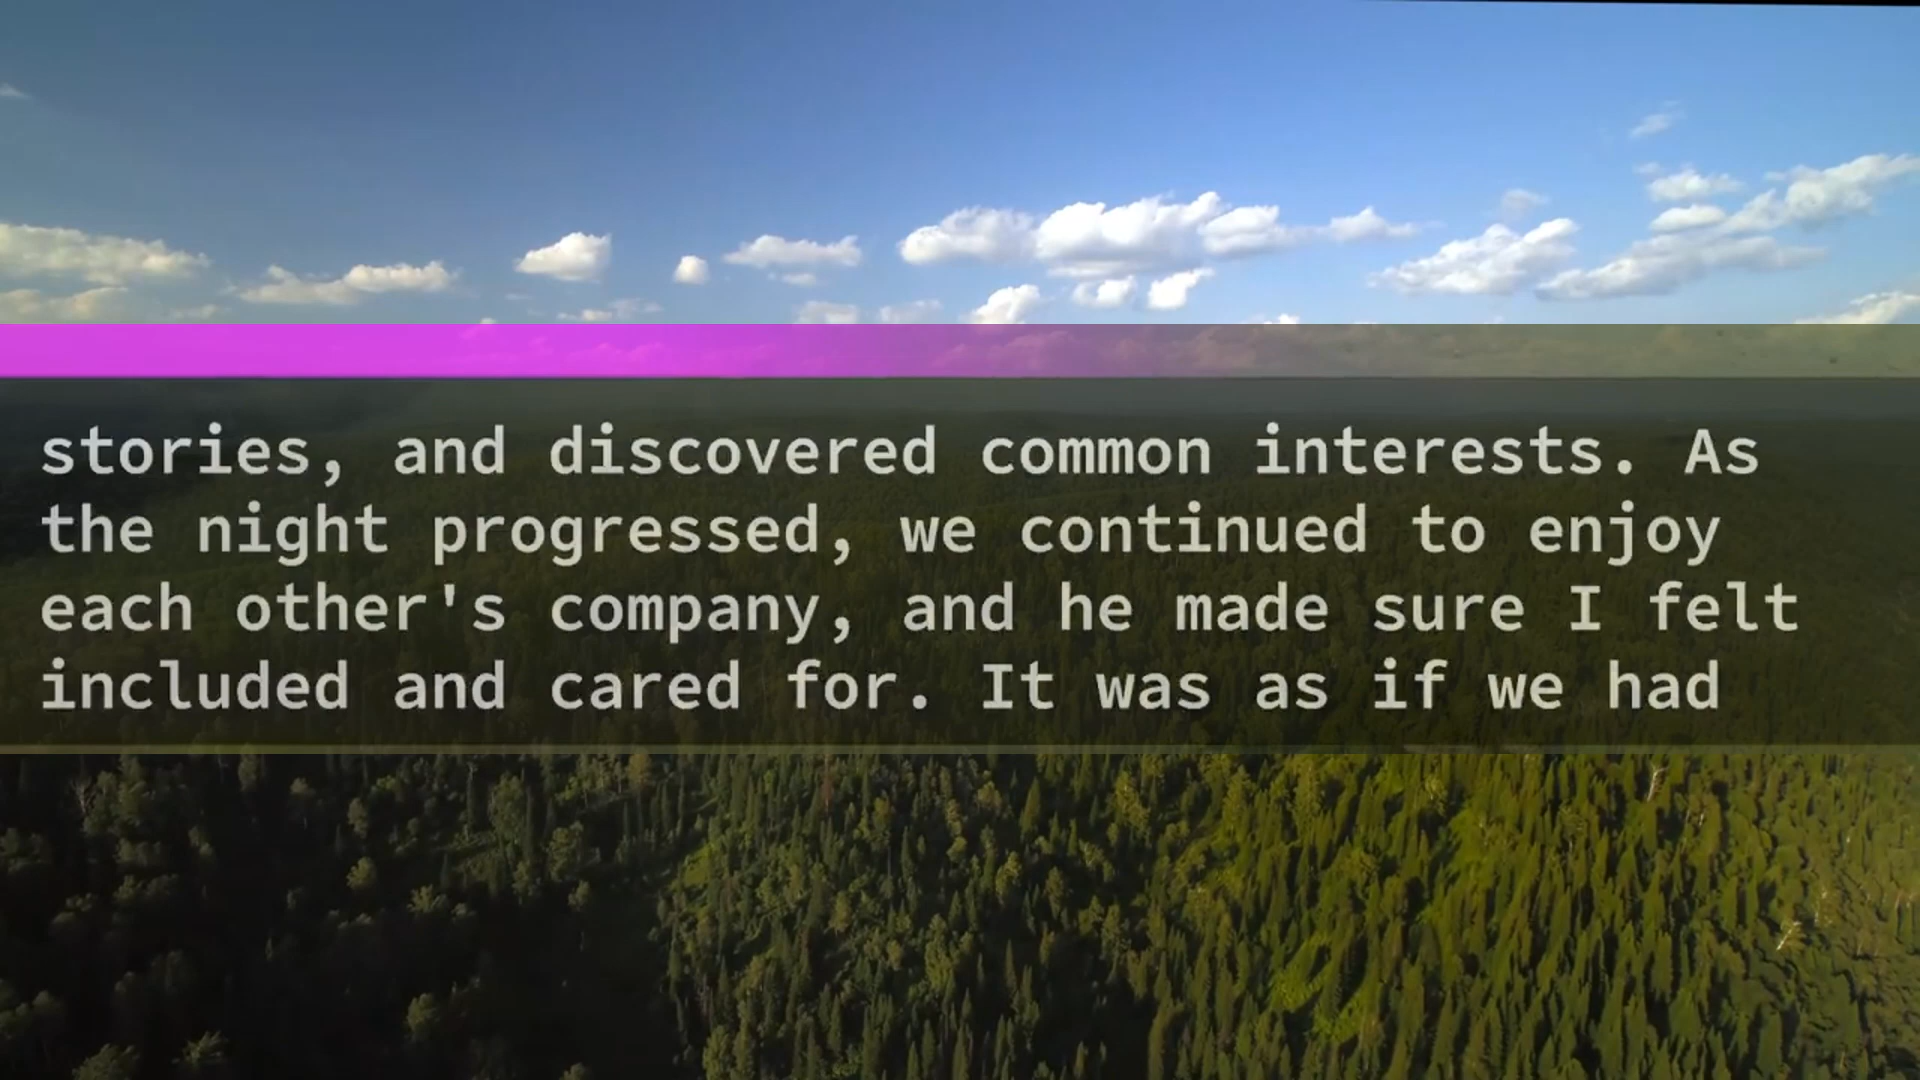 stories, and discovered common interests. As
the night progressed, we continued to enjoy
each other's company, and he made sure I felt
included and cared for. It was as if we had